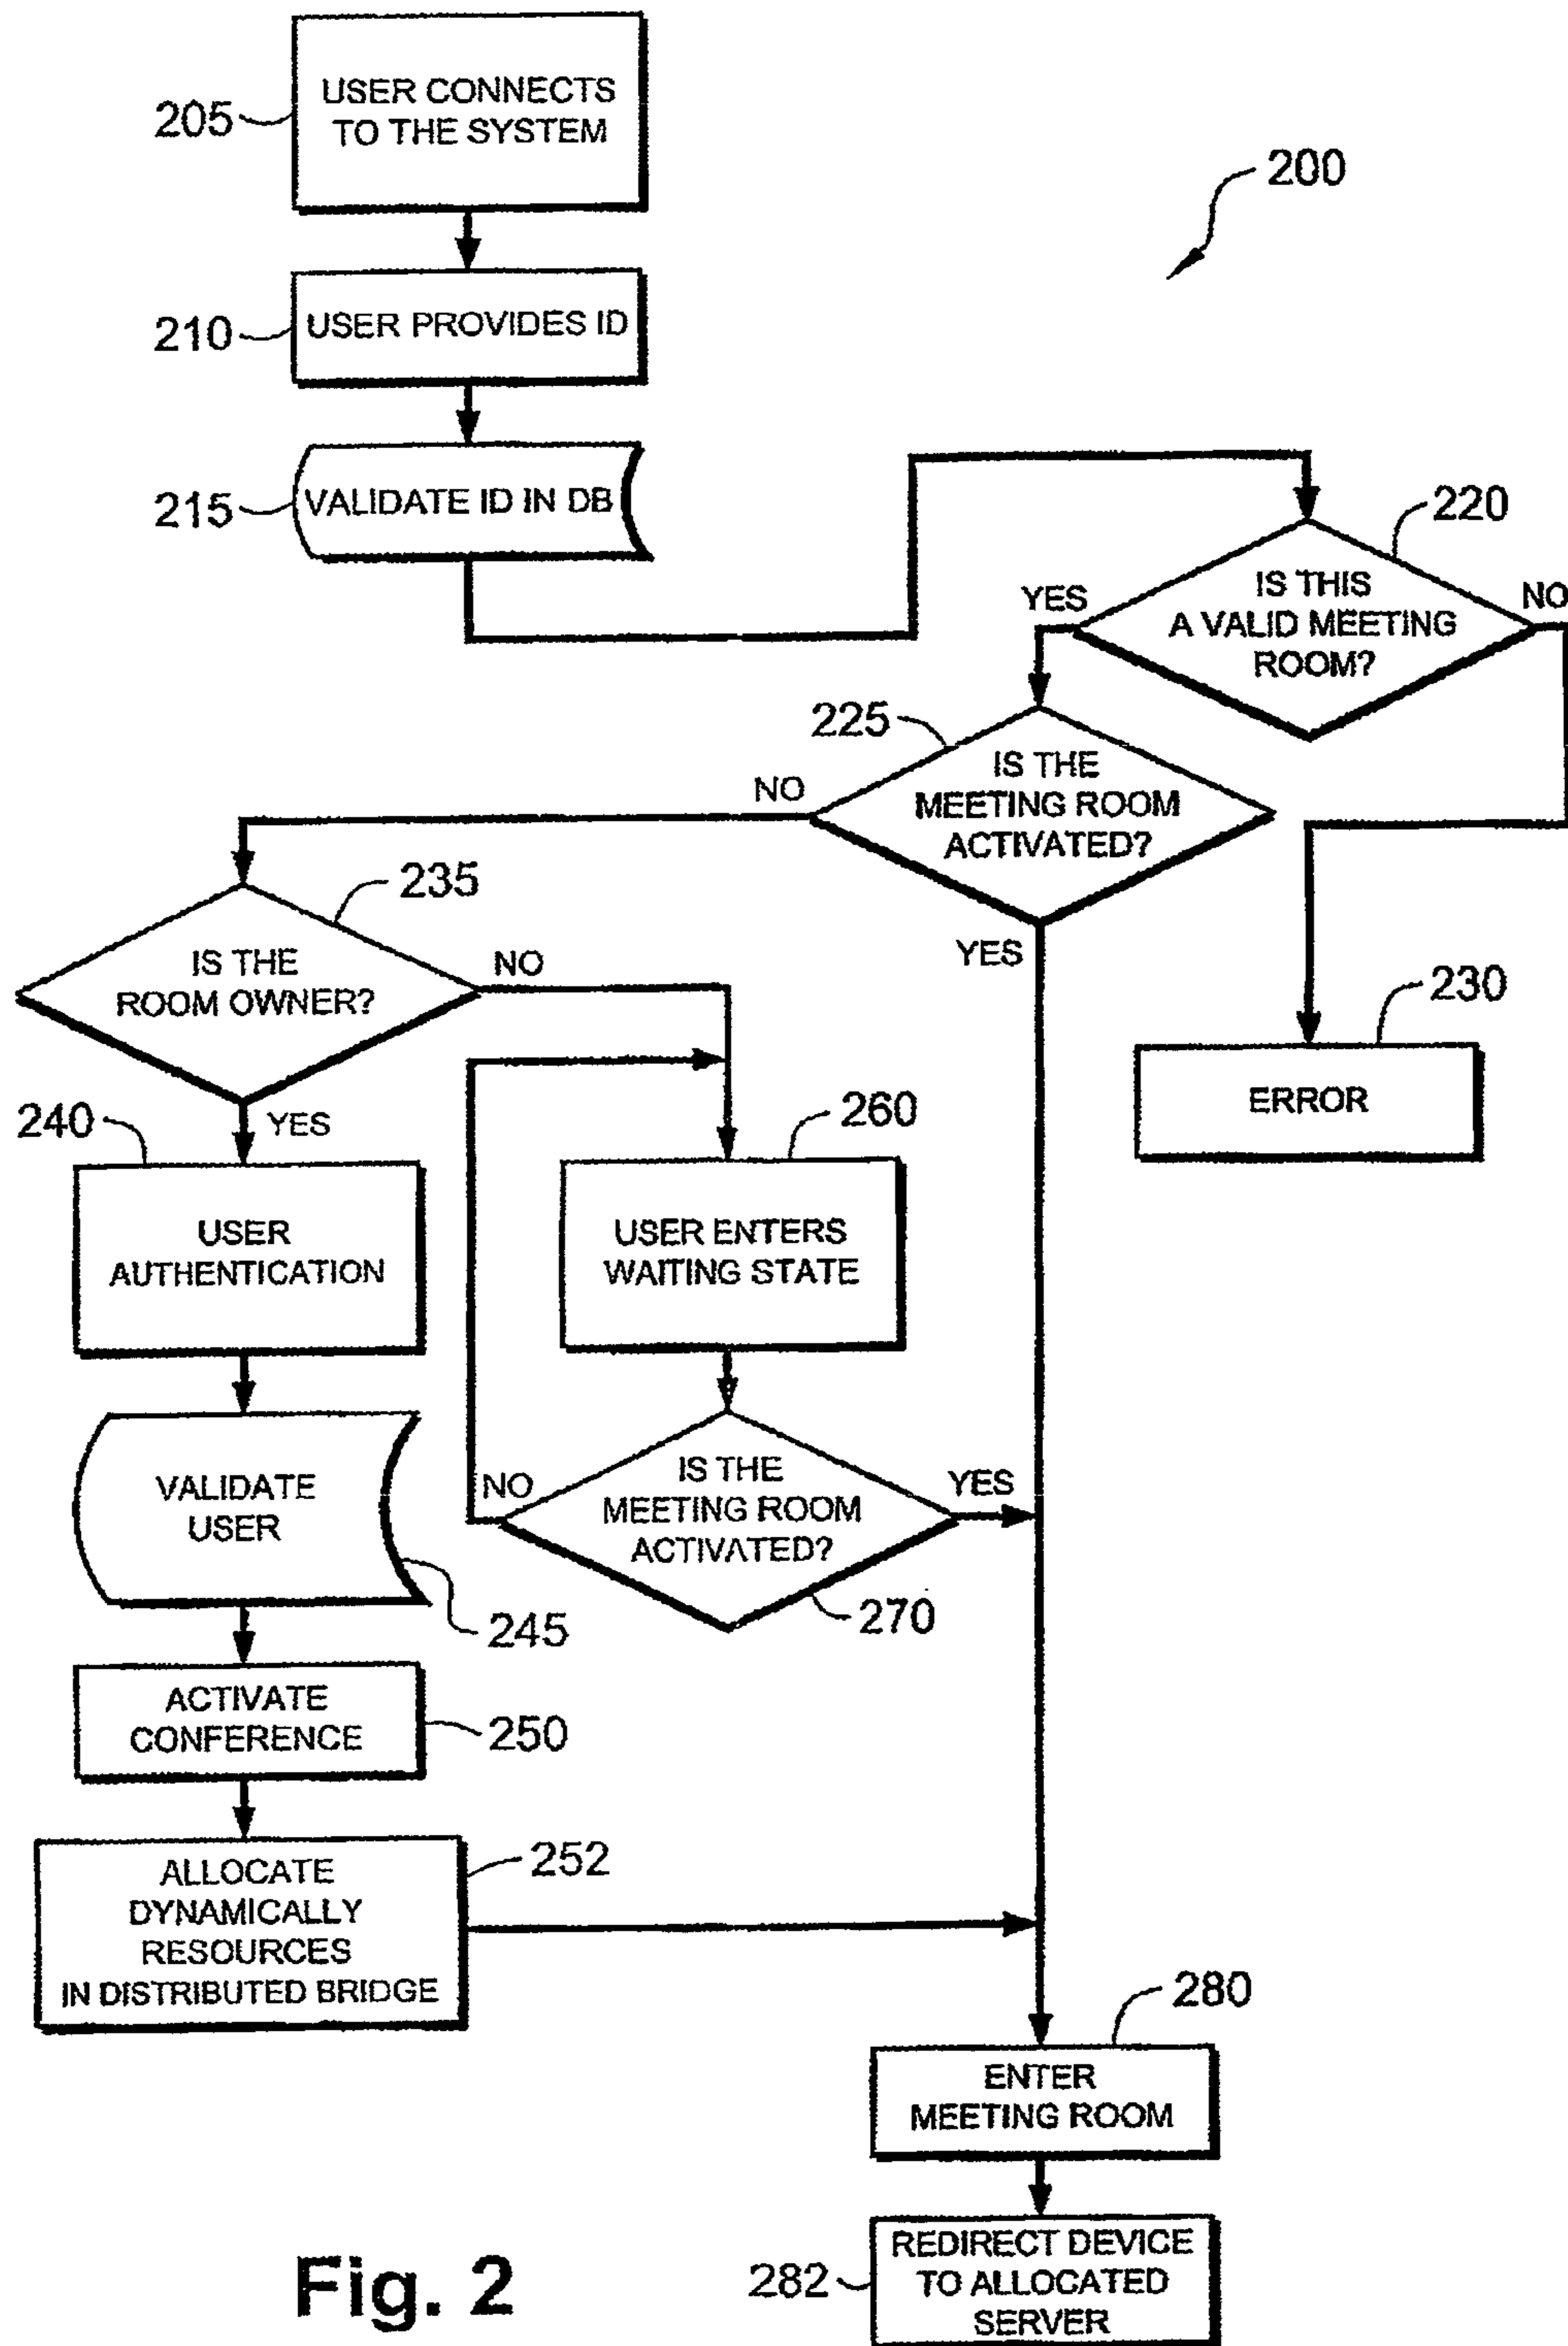 USER CONNECTS
TO THE SYSTEM
205
200
USER PROVIDES ID
210
VALIDATE ID IN DB
215
220
IS THIS
A VALID MEETING
ROOM?
YES
NO
225
IS THE
MEETING ROOM
ACTIVATED?
NO
YES
235
IS THE
ROOM OWNER?
NO
YES
230
ERROR
240
USER
AUTHENTICATION
260
USER ENTERS
WAITING STATE
VALIDATE
USER
245
IS THE
MEETING ROOM
ACTIVATED?
NO
YES
270
ACTIVATE
CONFERENCE
250
ALLOCATE
DYNAMICALLY
RESOURCES
IN DISTRIBUTED BRIDGE
252
280
ENTER
MEETING ROOM
REDIRECT DEVICE
TO ALLOCATED
SERVER
282
Fig. 2